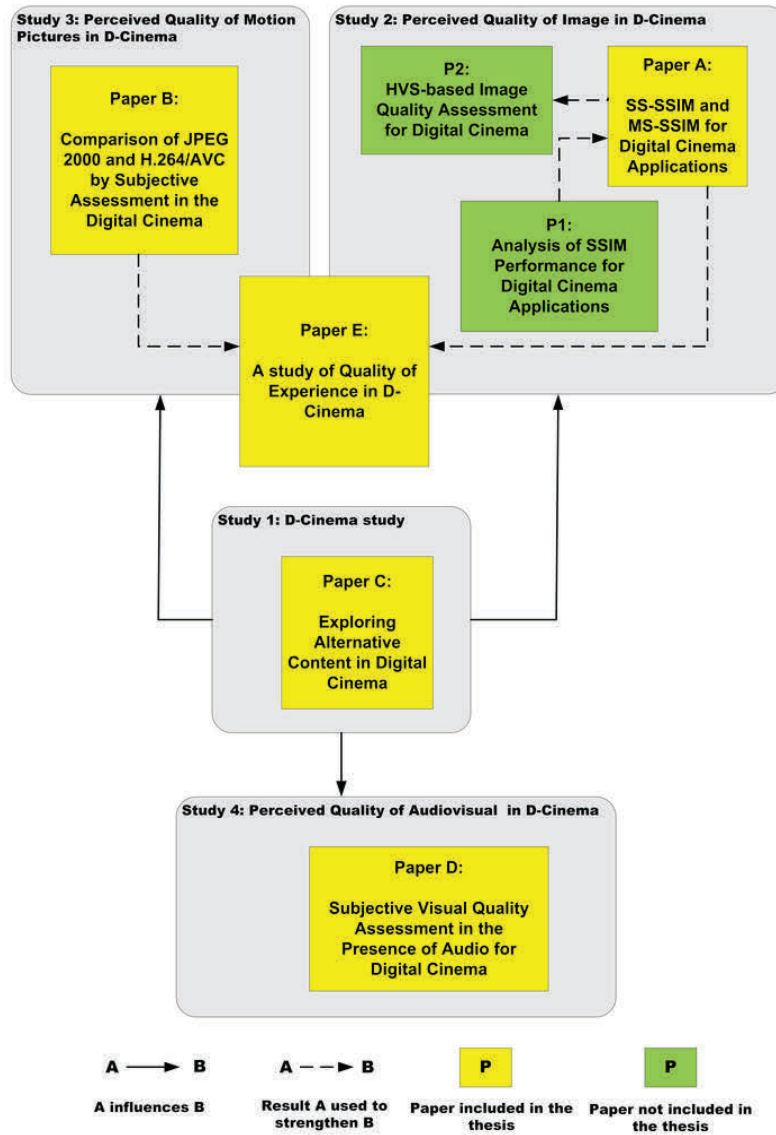 Study 3: Perceived Quality of Motion
Pictures in D-Cinema
Paper B:
Comparison of JPEG
2000 and H.264/AVC
by Subjective
Assessment in the
Digital Cinema
Study 2: Perceived Quality of Image in D-Cinema
P2:
HVS-based Image
Quality Assessment
for Digital Cinema
Paper A:
SS-SSIM and
MS-SSIM for
Digital Cinema
Applications
P1:
Analysis of SSIM
Performance for
Digital Cinema
Applications
Paper E:
A study of Quality of
Experience in D-
Cinema
Study 1: D-Cinema study
Paper C:
Exploring
Alternative
Content in Digital
Cinema
Study 4: Perceived Quality of Audiovisual in D-Cinema
Paper D:
Subjective Visual Quality
Assessment in the
Presence of Audio for
Digital Cinema
A B
A influences B
A B
Result A used to
strengthen B
P
Paper included in the
thesis
P
Paper not included in
the thesis